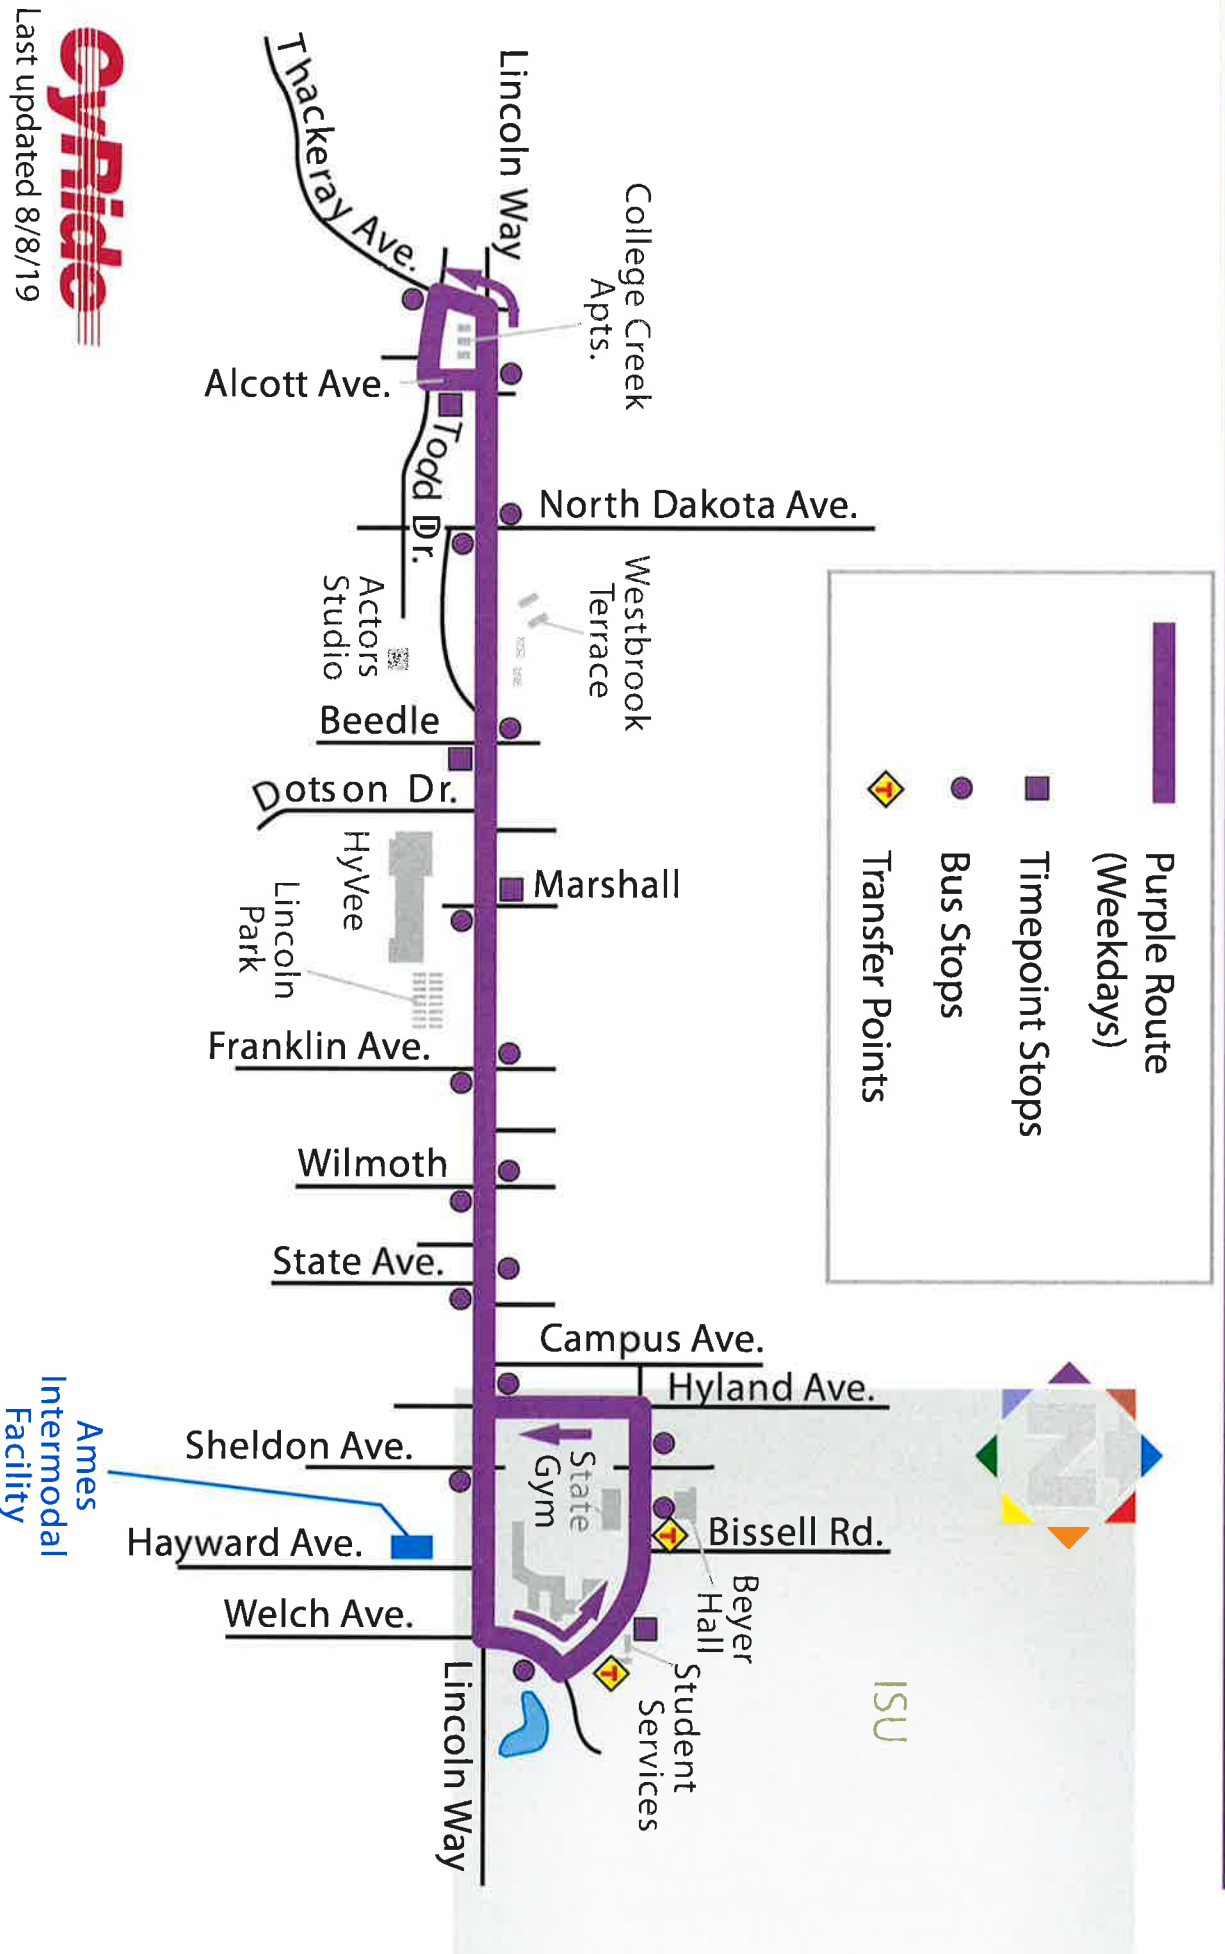 Purple Route
(Weekdays)
Timepoint Stops
Bus Stops
T
Transfer Points
N
ISU
College Creek
Apts.
Westbrook
Terrace
Lincoln Way
North Dakota Ave.
Marshall
Campus Ave.
Hyland Ave.
Bissell Rd.
T
Beyer
Hall
State
Gym
T
Student
Services
Thackeray Ave.
Alcott Ave.
Todd Dr.
Actors
Studio
Beedle
Dotson Dr.
HyVee
Lincoln
Park
Franklin Ave.
Wilmoth
State Ave.
Sheldon Ave.
Hayward Ave.
Welch Ave.
Lincoln Way
Ames
Intermodal
Facility
CyRide
Last updated 8/8/19